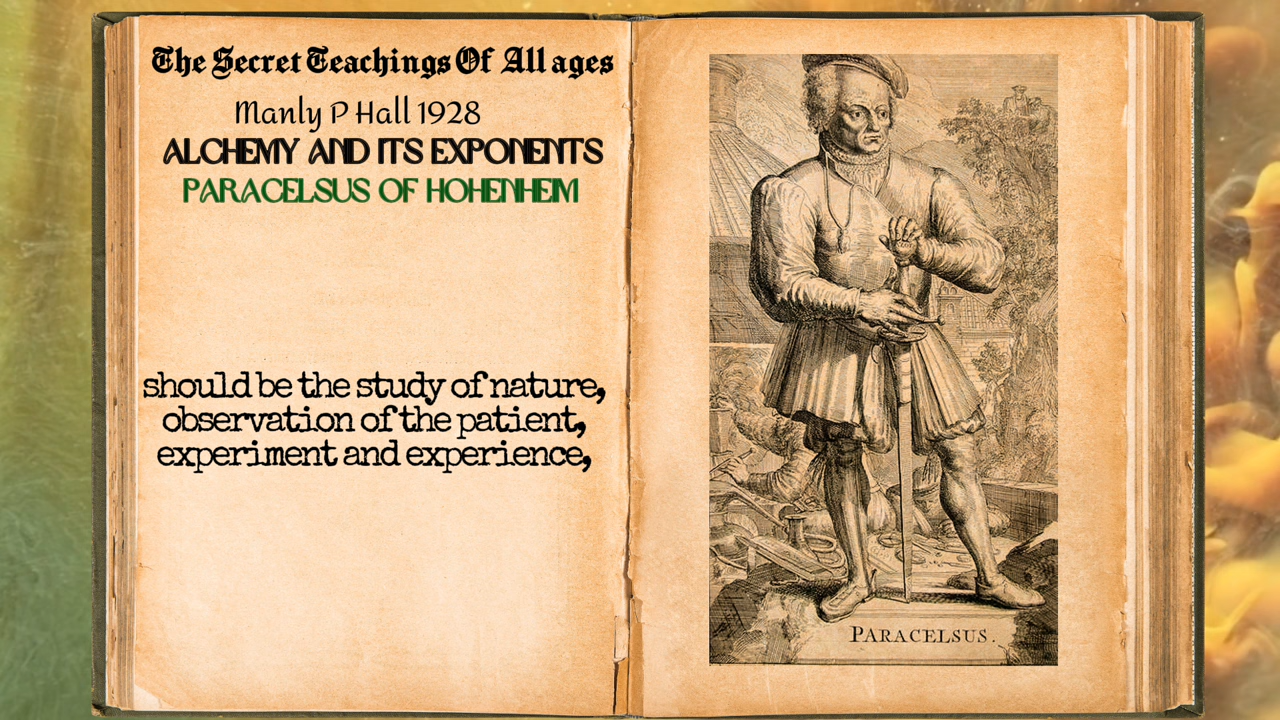 The Secret Teachings Of All ages
Manly P Hall 1928
ALCHEMY AND ITS EXPONENTS
PARACELSUS OF HOHENHEIM
should be the study of nature,
observation of the patient,
experiment and experience,
PARACELSUS.